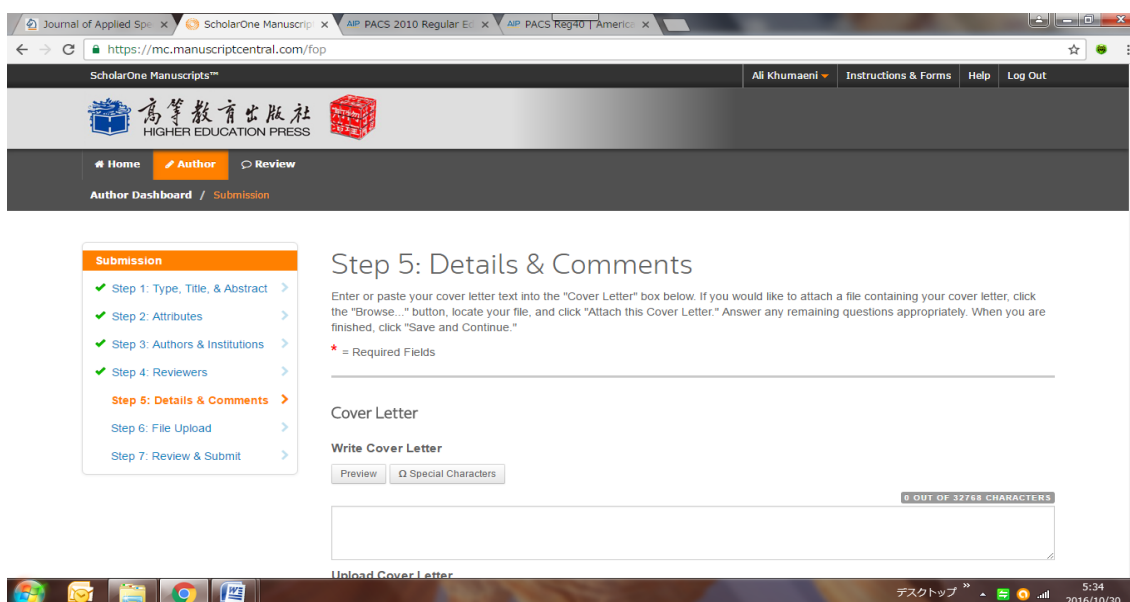 Journal of Applied Spe
ScholarOne Manuscrip
AIP PACS 2010 Regular Ed
AIP PACS Reg40 | America
https://mc.manuscriptcentral.com/fop
ScholarOne Manuscripts™
Ali Khumaeni
Instructions & Forms
Help
Log Out
高等教育出版社
HIGHER EDUCATION PRESS
Home
Author
Review
Author Dashboard / Submission
Submission
Step 1: Type, Title, & Abstract
Step 2: Attributes
Step 3: Authors & Institutions
Step 4: Reviewers
Step 5: Details & Comments
Step 6: File Upload
Step 7: Review & Submit
Step 5: Details & Comments
Enter or paste your cover letter text into the "Cover Letter" box below. If you would like to attach a file containing your cover letter, click
the "Browse..." button, locate your file, and click "Attach this Cover Letter." Answer any remaining questions appropriately. When you are
finished, click "Save and Continue."
* = Required Fields
Cover Letter
Write Cover Letter
Preview
Ω Special Characters
0 OUT OF 32768 CHARACTERS
Upload Cover Letter
デスクトップ
5:34
2016/10/30